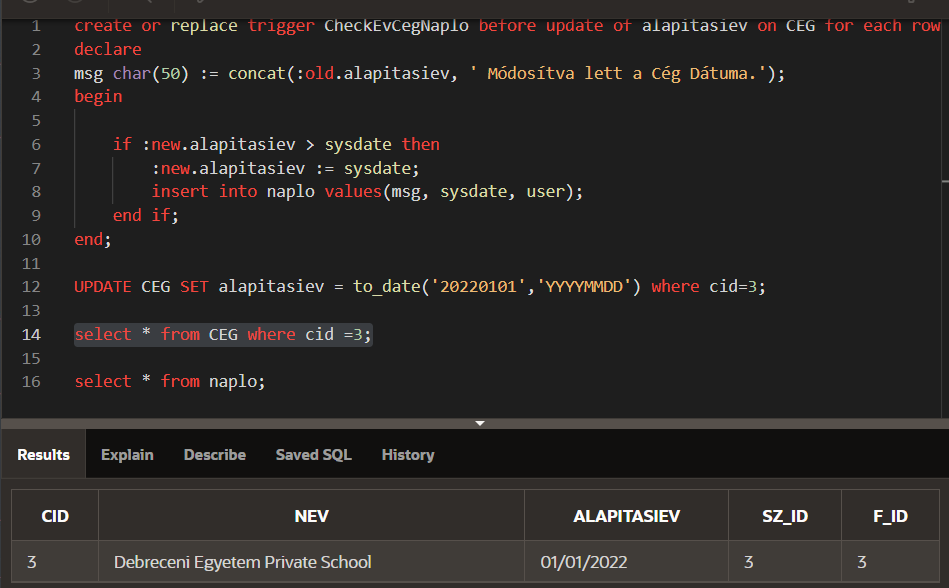 1 create or replace trigger CheckEvCegNaplo before update of alapitasiev on CEG for each row
2 declare
3 msg char(50) := concat(:old.alapitasiev, ' Módosítva lett a Cég Dátuma.');
4 begin
5
6 if :new.alapitasiev > sysdate then
7 :new.alapitasiev := sysdate;
8 insert into naplo values(msg, sysdate, user);
9 end if;
10 end;
11
12 UPDATE CEG SET alapitasiev = to_date('20220101','YYYYMMDD') where cid=3;
13
14 select * from CEG where cid =3;
15
16 select * from naplo;
Results Explain Describe Saved SQL History
CID NEV ALAPITASIEV SZ_ID F_ID
3 Debreceni Egyetem Private School 01/01/2022 3 3